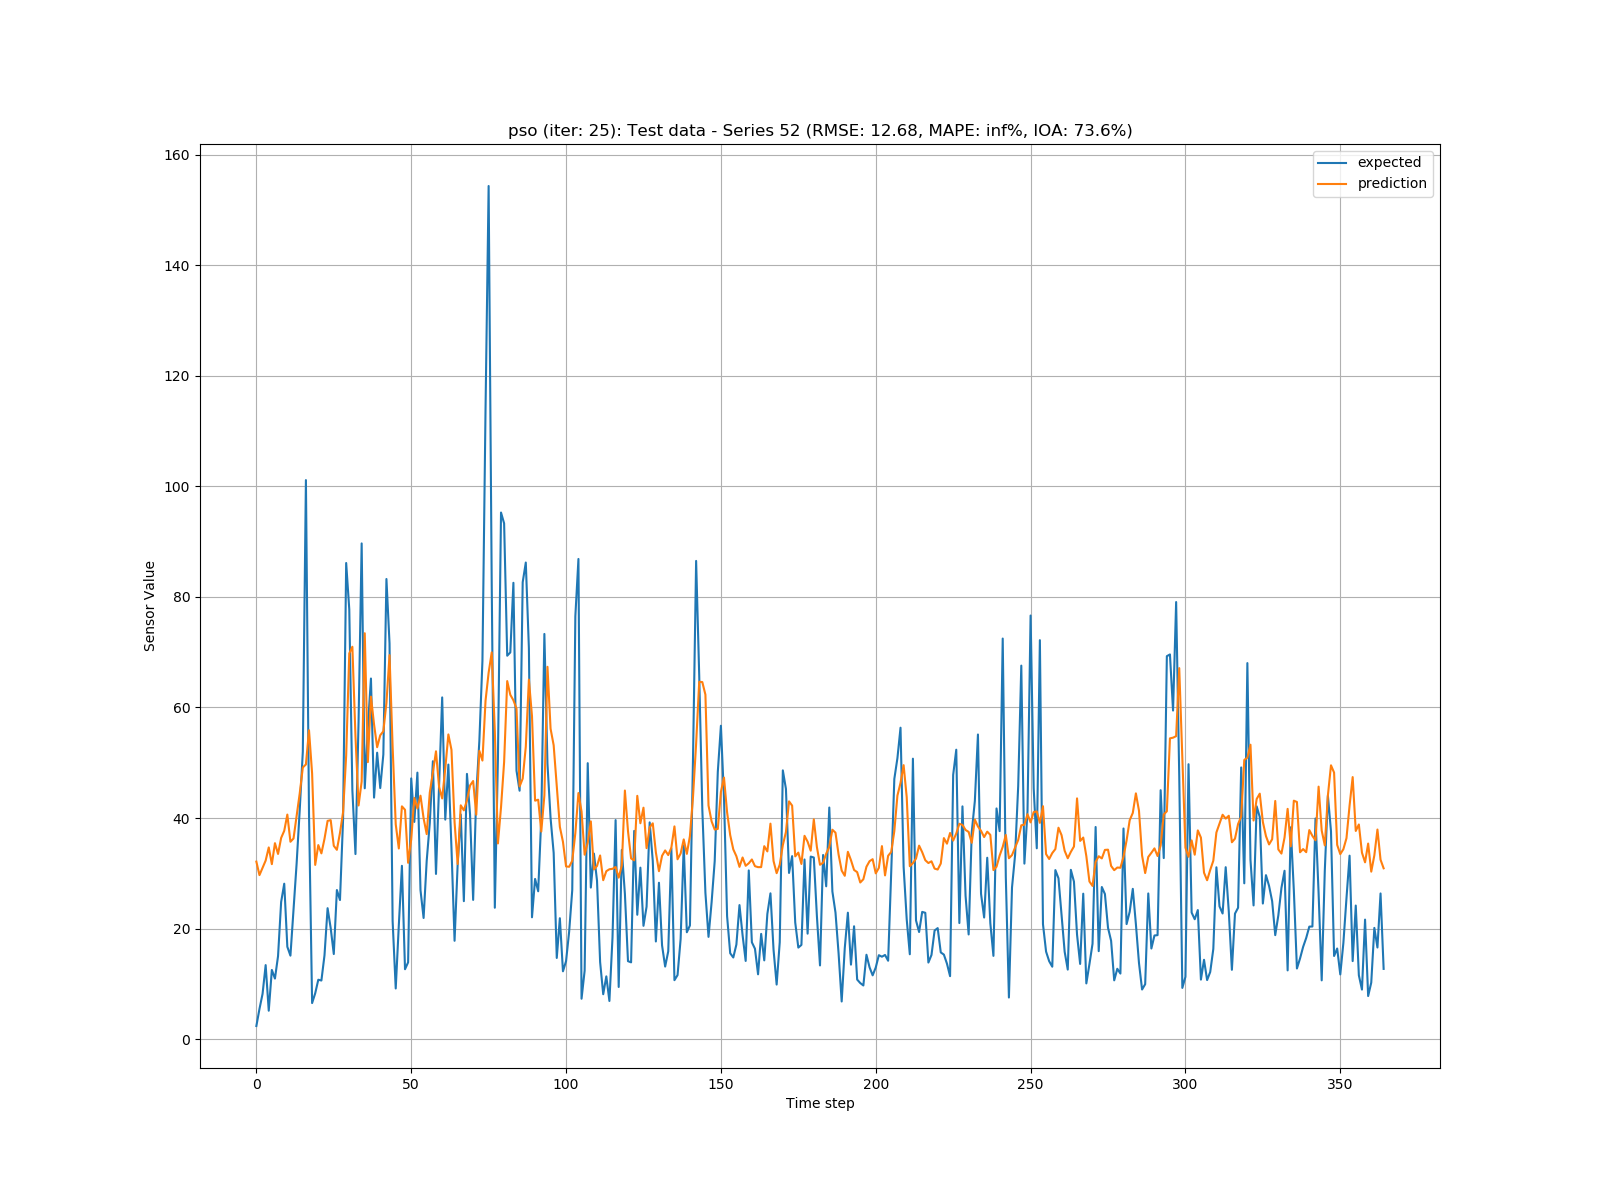 pso (iter: 25): Test data - Series 52 (RMSE: 12.68, MAPE: inf%, IOA: 73.6%)
expected
prediction
160
140
120
100
80
60
40
20
0
Sensor Value
0 50 100 150 200 250 300 350
Time step